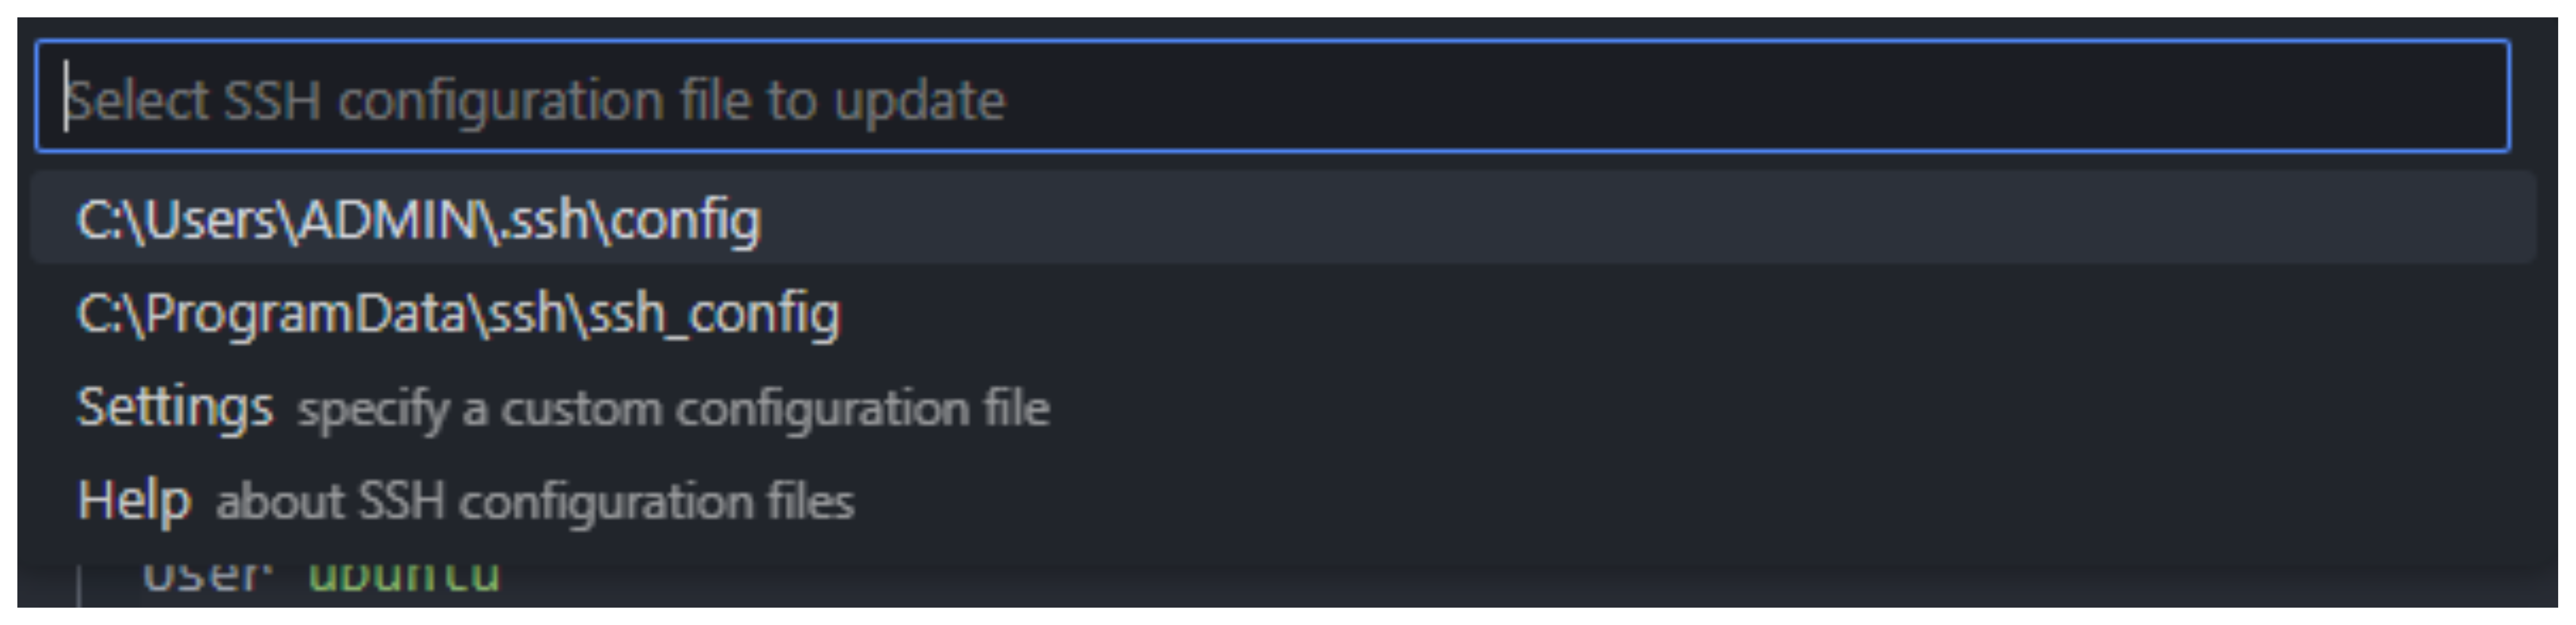 Select SSH configuration file to update
C:\Users\ADMIN\.ssh\config
C:\ProgramData\ssh\ssh_config
Settings specify a custom configuration file
Help about SSH configuration files
User ubuntu